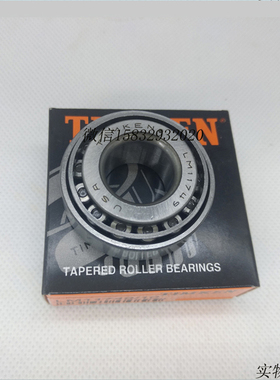 TIMKEN
微信15832932020
TIMKEN
LM11749
USA
TAPERED ROLLER BEARINGS
实物